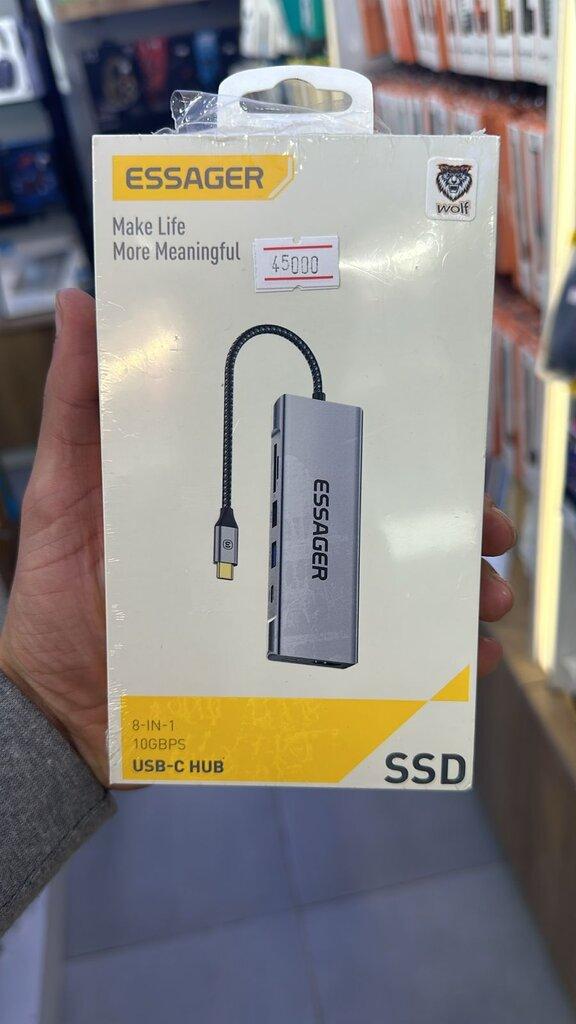 ESSAGER
wolf
Make Life
More Meaningful
45000
ESSAGER
8-IN-1
10GBPS
USB-C HUB
SSD